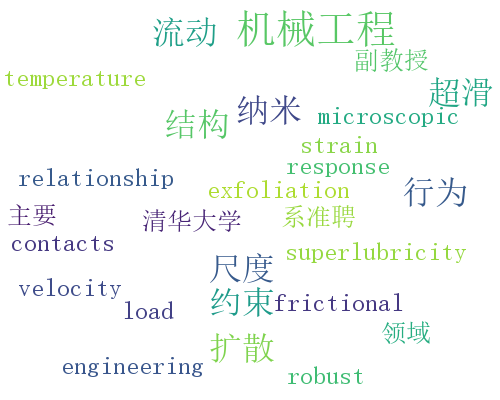 流动 机械工程
副教授
temperature
超滑
纳米
结构
microscopic
strain
response
relationship
exfoliation
行为
主要
清华大学
系准聘
contacts
superlubricity
尺度
velocity
约束
frictional
load
领域
扩散
engineering
robust